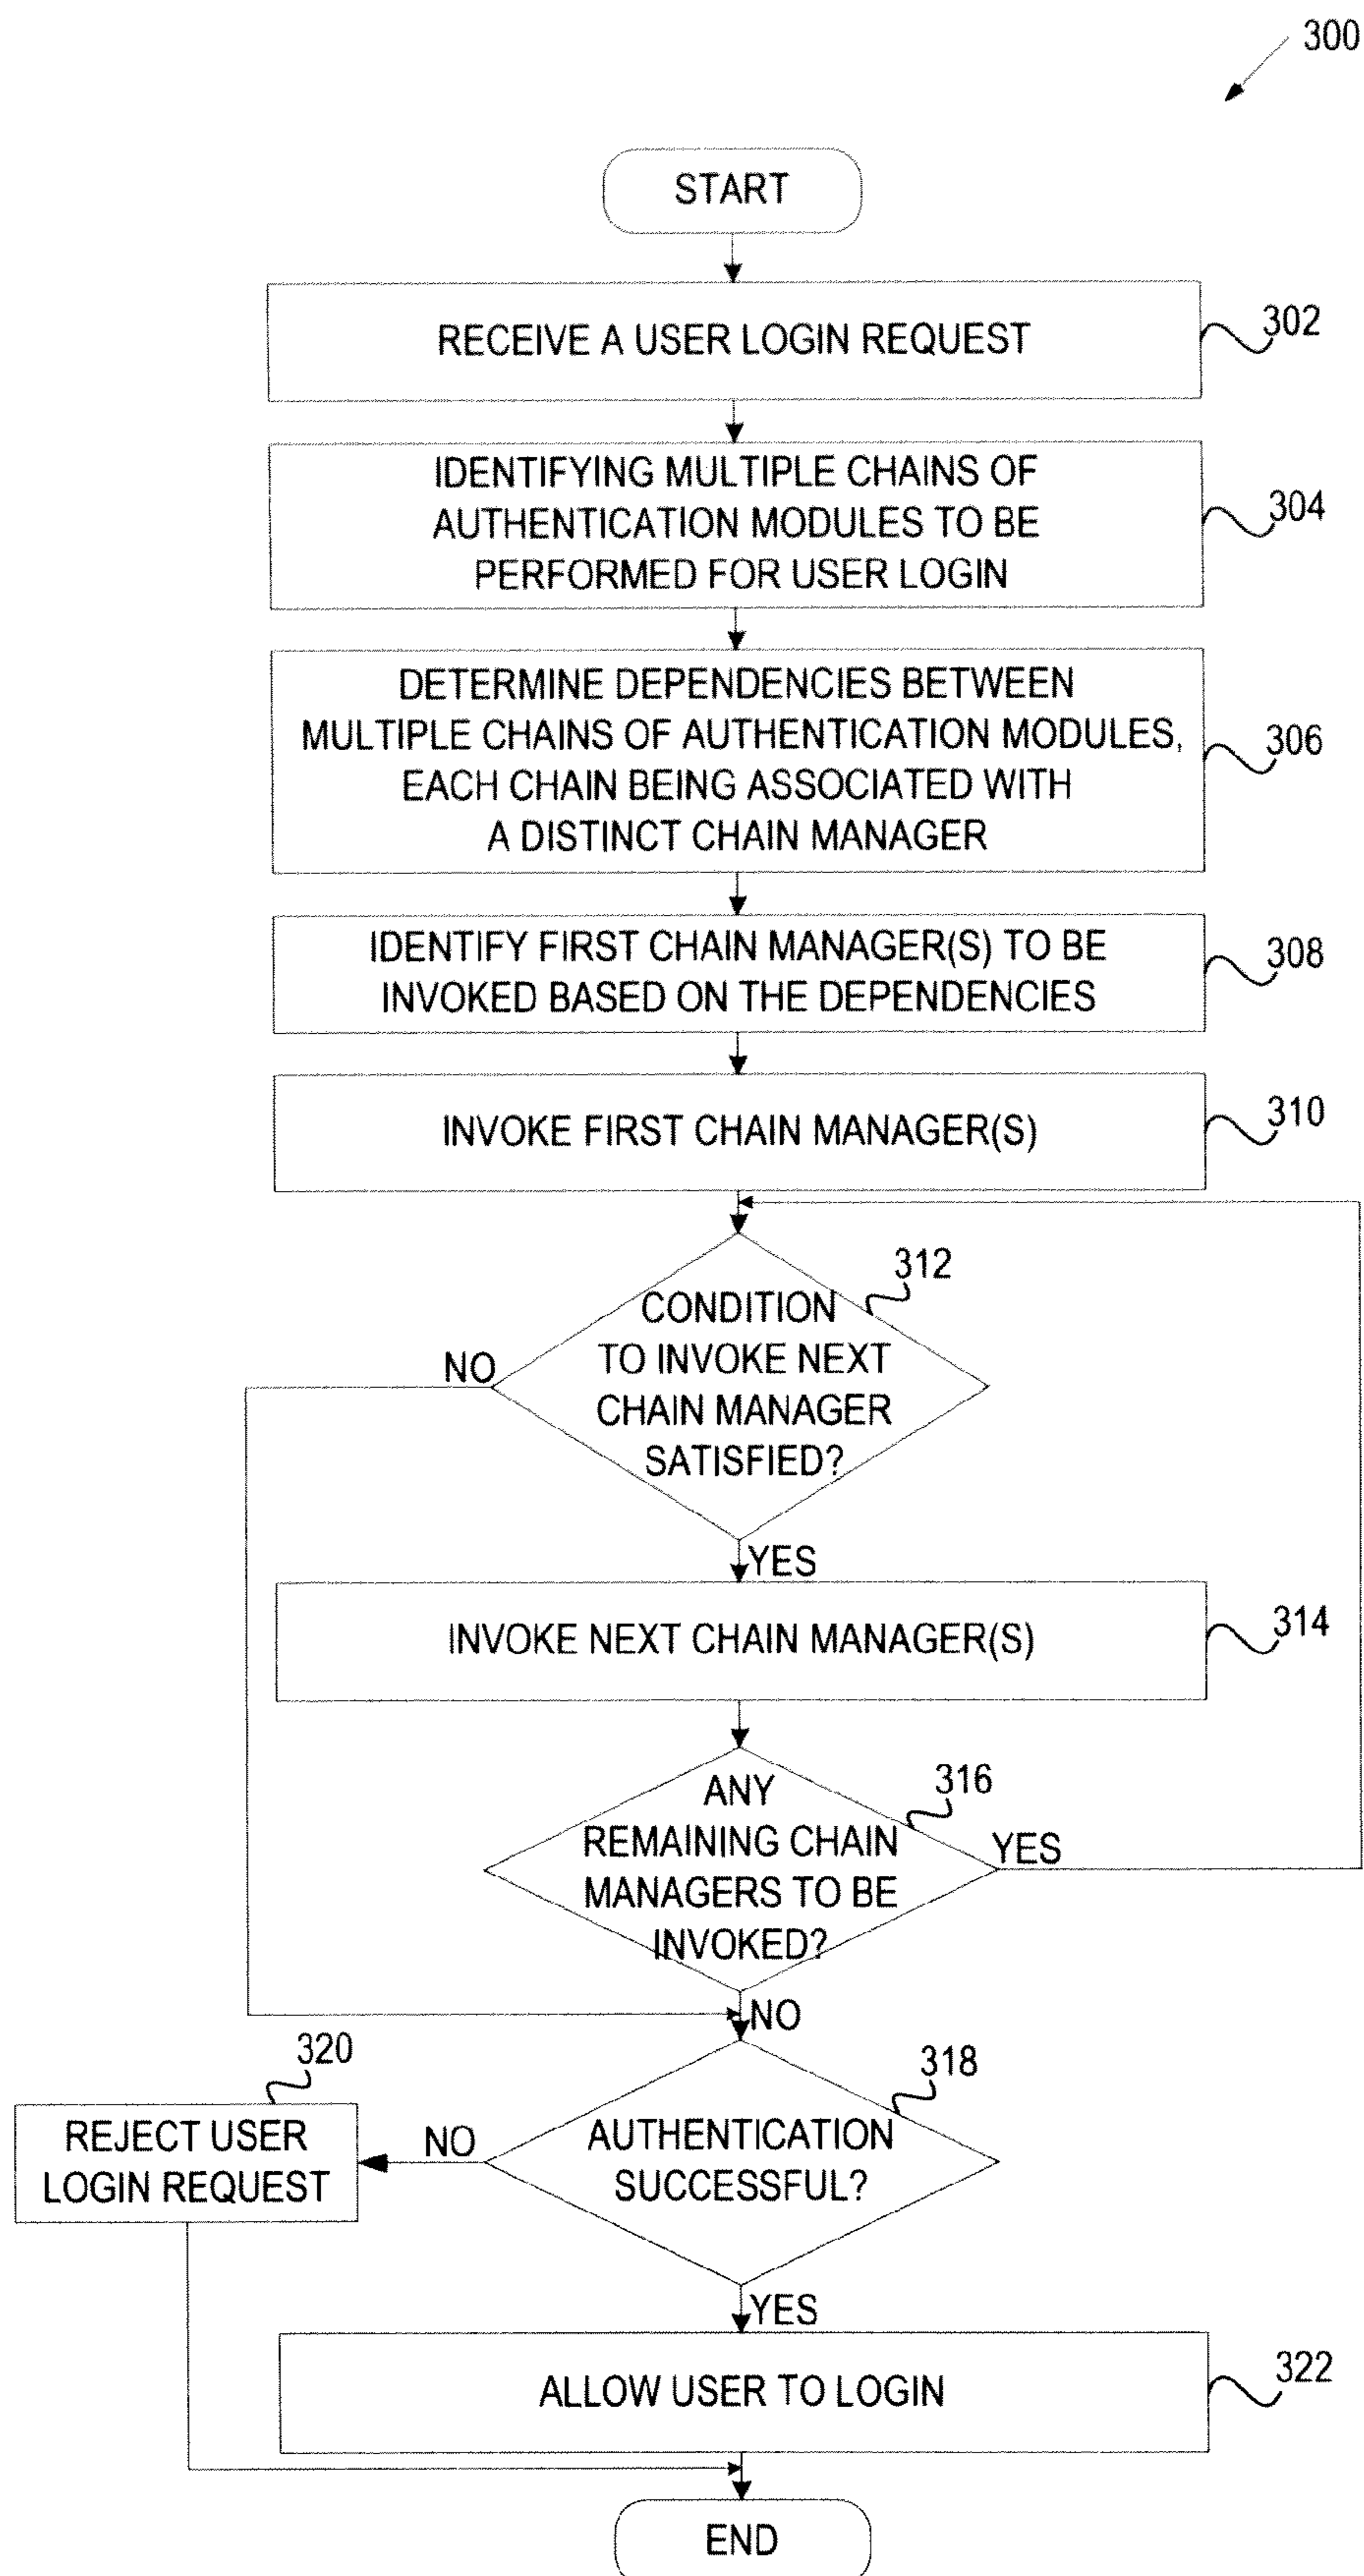 300
START
RECEIVE A USER LOGIN REQUEST
302
IDENTIFYING MULTIPLE CHAINS OF
AUTHENTICATION MODULES TO BE
PERFORMED FOR USER LOGIN
304
DETERMINE DEPENDENCIES BETWEEN
MULTIPLE CHAINS OF AUTHENTICATION MODULES,
EACH CHAIN BEING ASSOCIATED WITH
A DISTINCT CHAIN MANAGER
306
IDENTIFY FIRST CHAIN MANAGER(S) TO BE
INVOKED BASED ON THE DEPENDENCIES
308
INVOKE FIRST CHAIN MANAGER(S)
310
312
CONDITION
TO INVOKE NEXT
CHAIN MANAGER
SATISFIED?
NO
YES
INVOKE NEXT CHAIN MANAGER(S)
314
316
ANY
REMAINING CHAIN
MANAGERS TO BE
INVOKED?
YES
NO
320
318
REJECT USER
LOGIN REQUEST
NO
AUTHENTICATION
SUCCESSFUL?
YES
ALLOW USER TO LOGIN
322
END